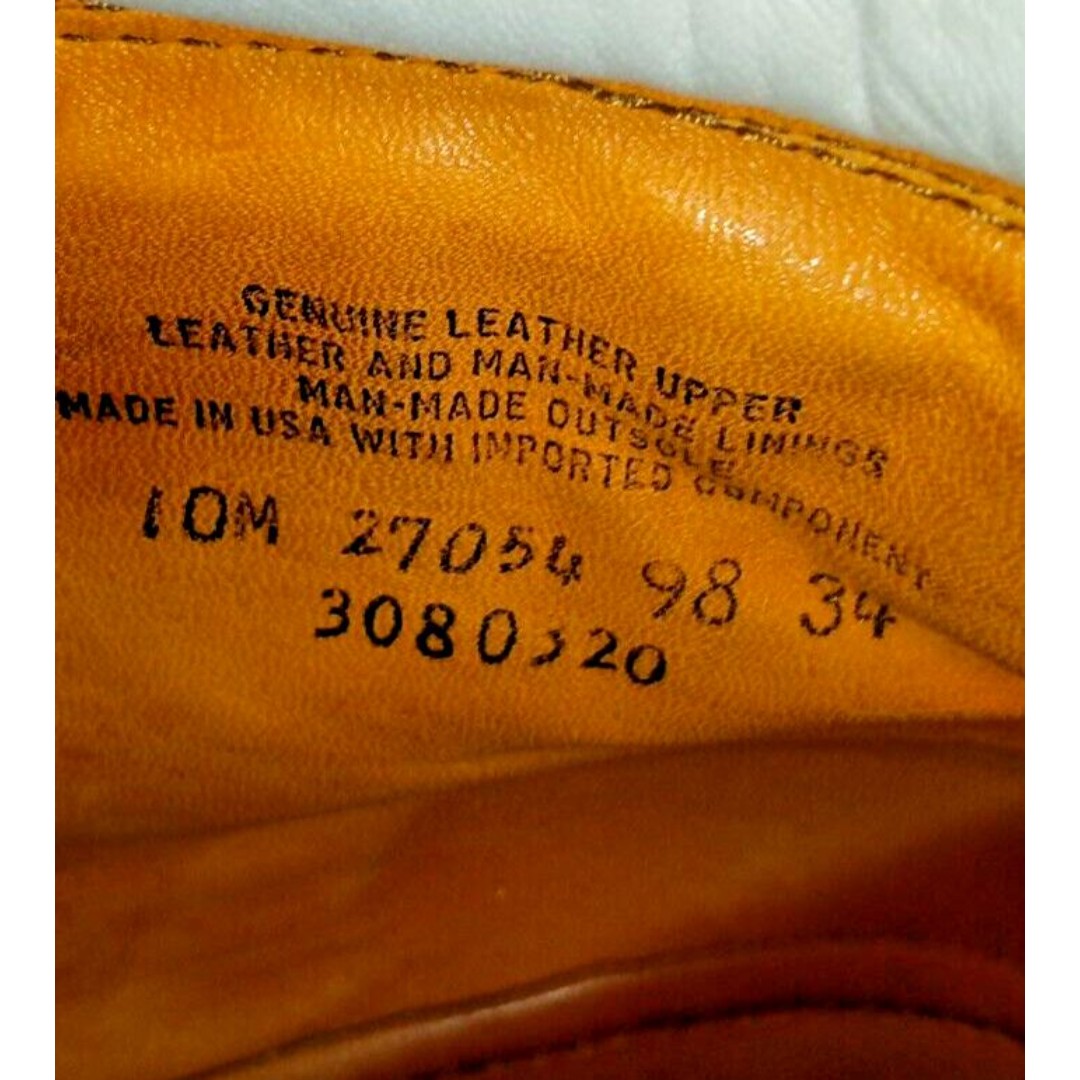 GENUINE LEATHER UPPER
LEATHER AND MAN-MADE LININGS
MAN-MADE OUTSOLE
MADE IN USA WITH IMPORTED COMPONENT
10M 27054 98 34
3080320